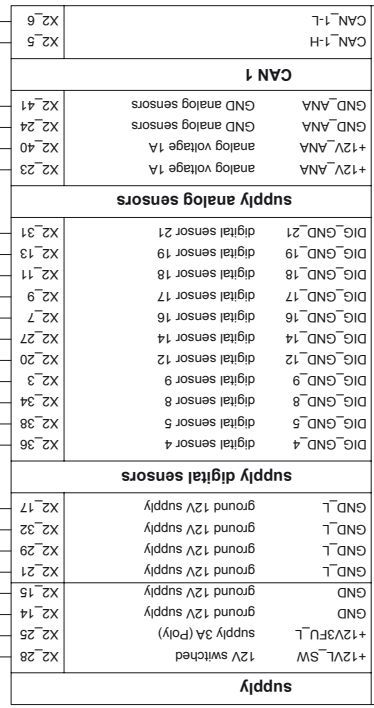 supply
+12VL_SW 12V switched X2_28
+12V3FU_L supply 3A (Poly) X2_25
GND ground 12V supply X2_14
GND ground 12V supply X2_15
GND_L ground 12V supply X2_21
GND_L ground 12V supply X2_29
GND_L ground 12V supply X2_32
GND_L ground 12V supply X2_17
supply digital sensors
DIG_GND_4 digital sensor 4 X2_36
DIG_GND_5 digital sensor 5 X2_38
DIG_GND_8 digital sensor 8 X2_34
DIG_GND_9 digital sensor 9 X2_3
DIG_GND_12 digital sensor 12 X2_20
DIG_GND_14 digital sensor 14 X2_27
DIG_GND_16 digital sensor 16 X2_7
DIG_GND_17 digital sensor 17 X2_9
DIG_GND_18 digital sensor 18 X2_11
DIG_GND_19 digital sensor 19 X2_13
DIG_GND_21 digital sensor 21 X2_31
supply analog sensors
+12V_ANA analog voltage 1A X2_23
+12V_ANA analog voltage 1A X2_40
GND_ANA GND analog sensors X2_24
GND_ANA GND analog sensors X2_41
CAN 1
CAN_1-H X2_5
CAN_1-L X2_6